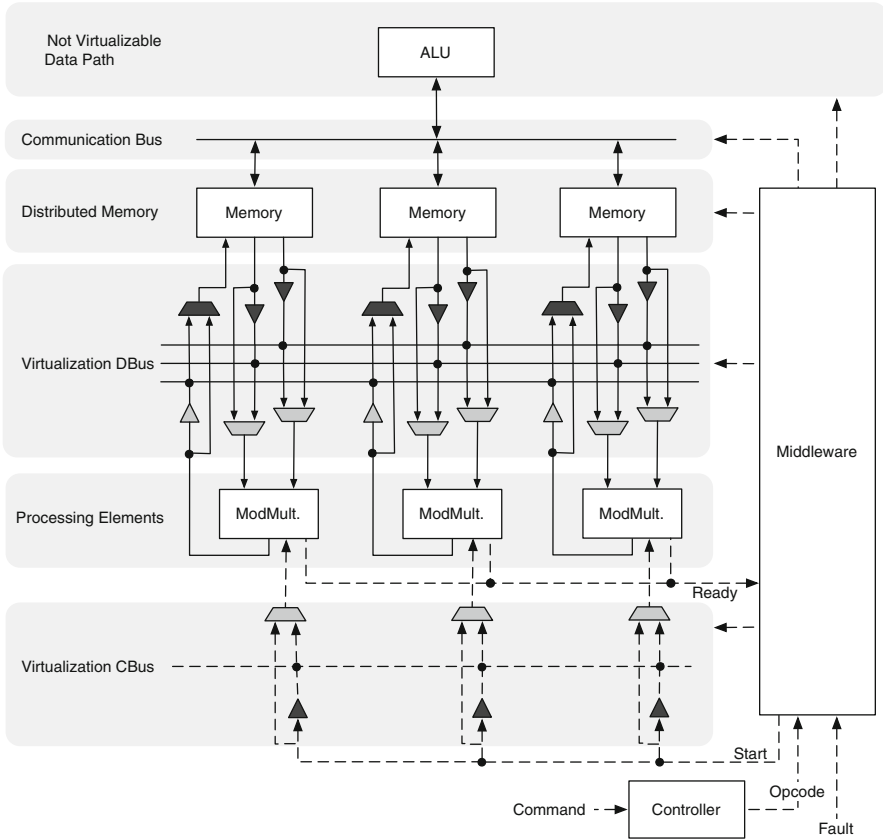 Not Virtualizable
Data Path
ALU
Communication Bus
Distributed Memory
Memory
Memory
Memory
Virtualization DBus
Middleware
Processing Elements
ModMult.
ModMult.
ModMult.
Ready
Virtualization CBus
Start
Opcode
Command
Controller
Fault